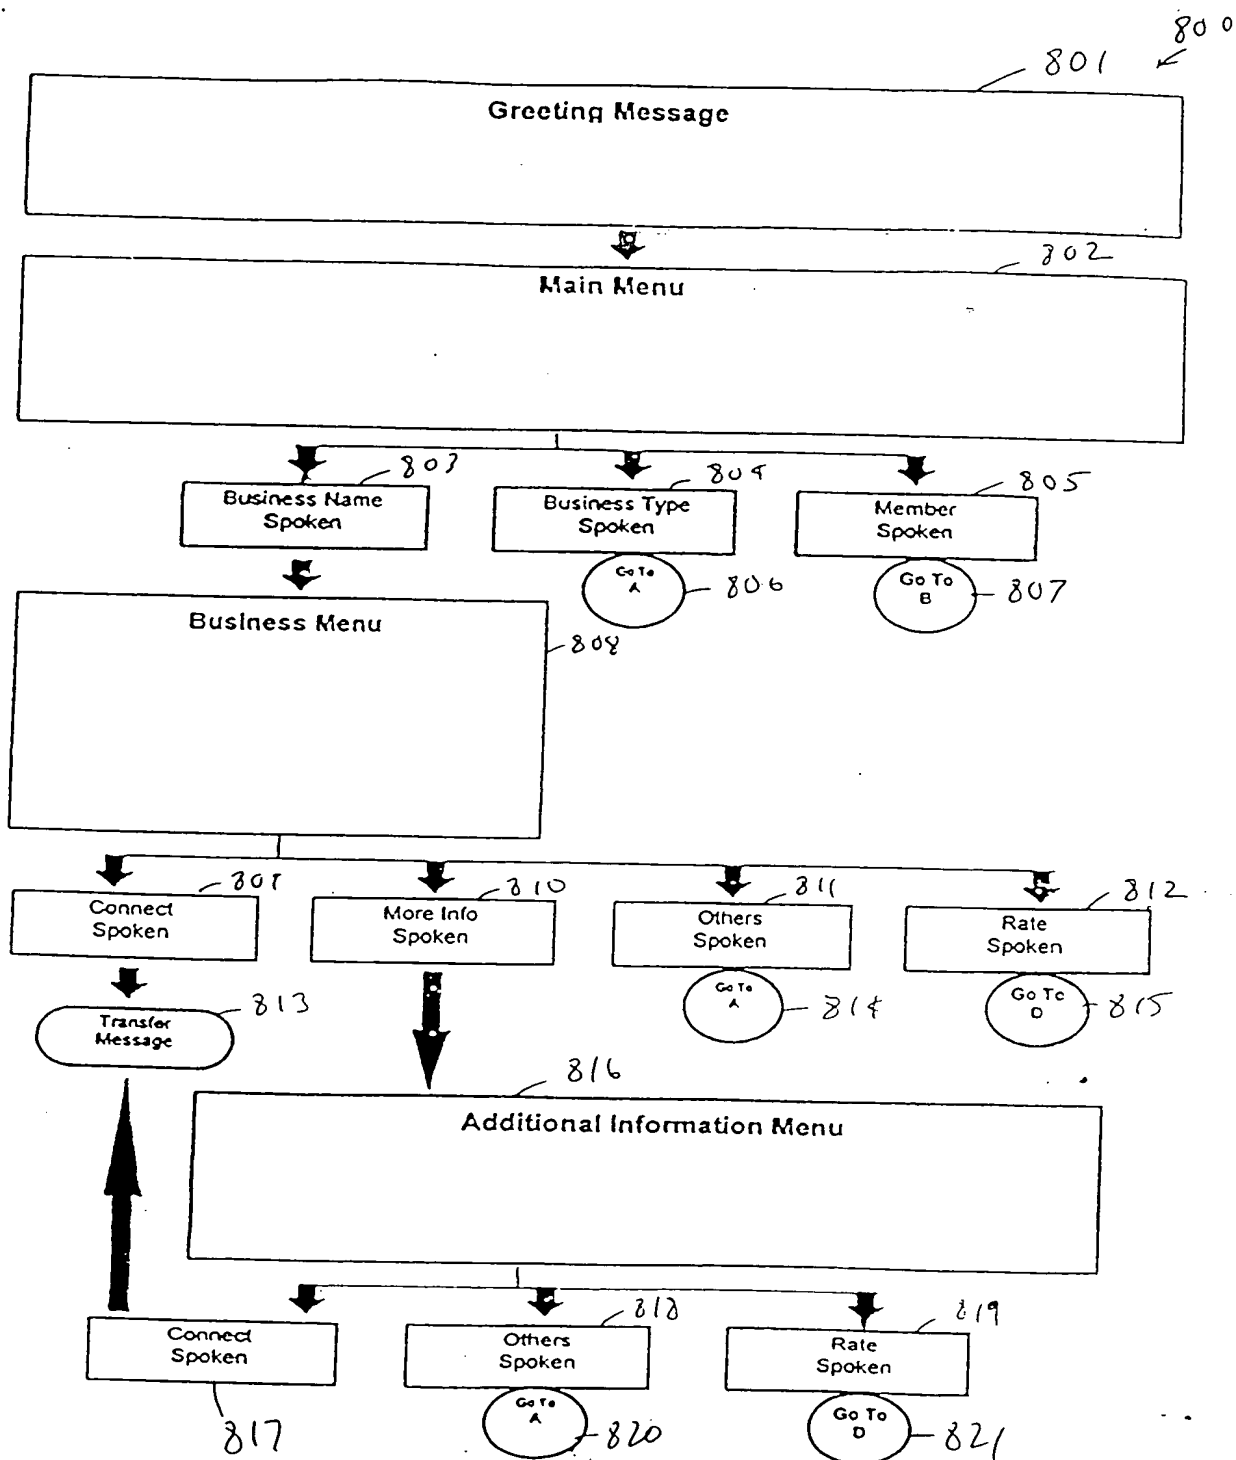 800
801
Greeting Message
802
Main Menu
803
804
805
Business Name
Spoken
Business Type
Spoken
Member
Spoken
Go To
A
806
Go To
B
807
Business Menu
808
809
810
811
812
Connect
Spoken
More Info
Spoken
Others
Spoken
Rate
Spoken
813
Transfer
Message
Go To
A
814
Go To
D
815
816
Additional Information Menu
818
819
Connect
Spoken
Others
Spoken
Rate
Spoken
817
Go To
A
820
Go To
D
821